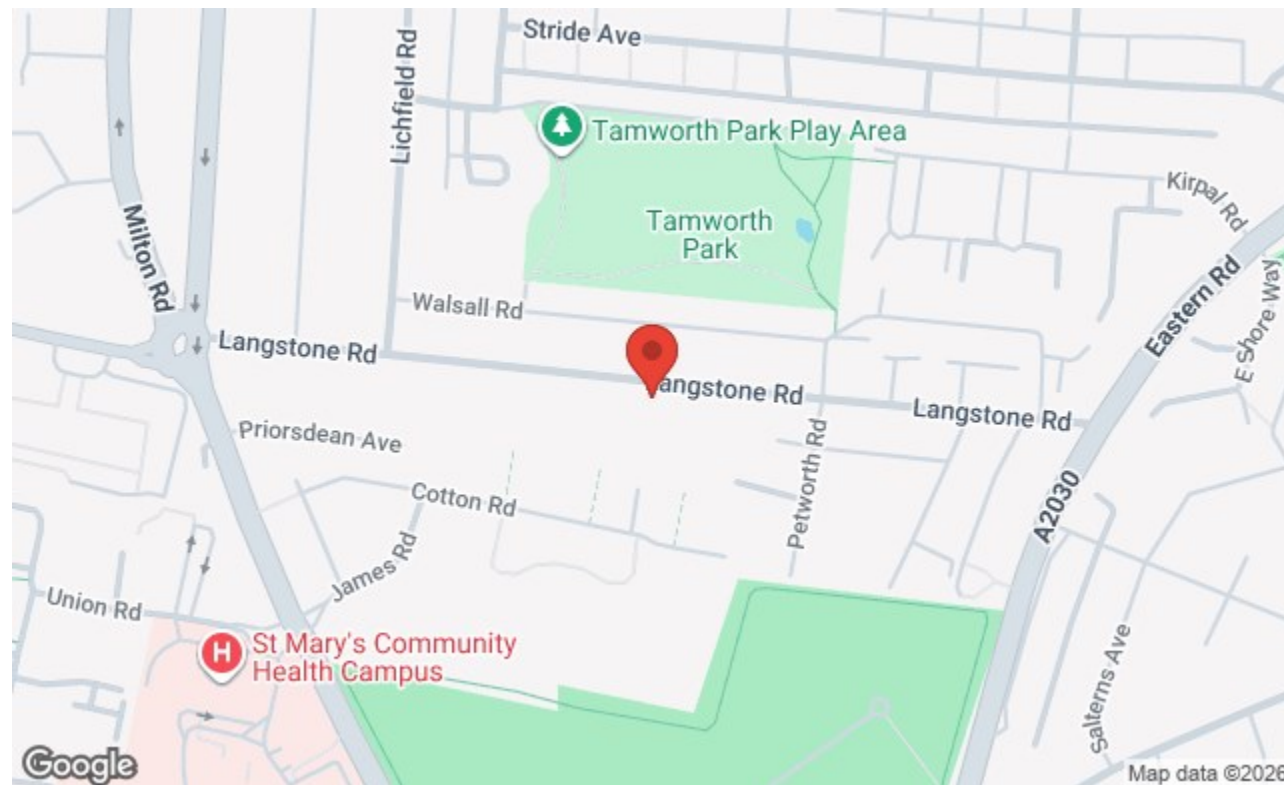 Stride Ave
Lichfield Rd
Tamworth Park Play Area
Kirpal Rd
Tamworth
Park
Milton Rd
Eastern Rd
E Shore Way
Walsall Rd
Langstone Rd
Langstone Rd
Langstone Rd
Priorsdean Ave
Petworth Rd
Cotton Rd
A2030
James Rd
Union Rd
H
St Mary's Community
Health Campus
Salterns Ave
Google
Map data ©2026